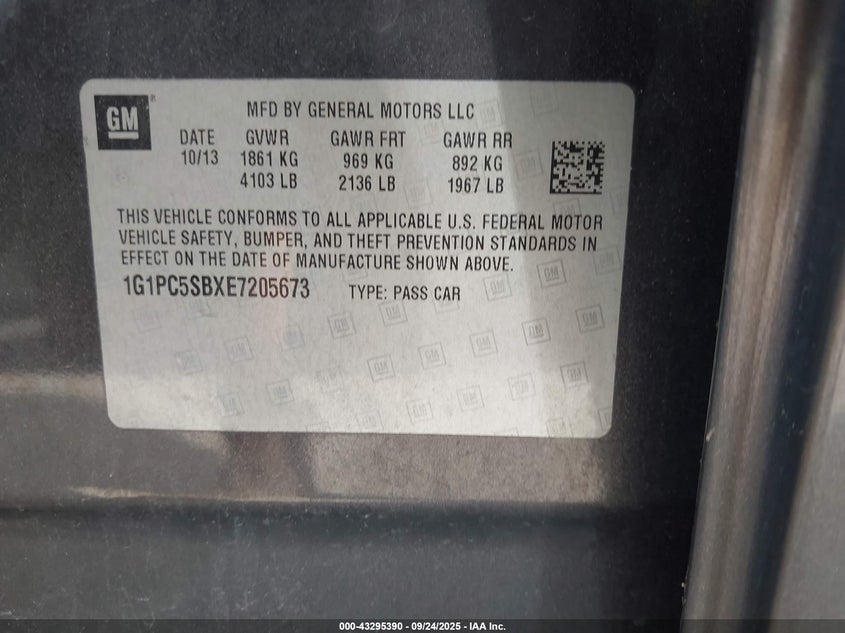 GM
MFD BY GENERAL MOTORS LLC
DATE GVWR GAWR FRT GAWR RR
10/13 1861 KG 969 KG 892 KG
4103 LB 2136 LB 1967 LB
THIS VEHICLE CONFORMS TO ALL APPLICABLE U.S. FEDERAL MOTOR
VEHICLE SAFETY, BUMPER, AND THEFT PREVENTION STANDARDS IN
EFFECT ON THE DATE OF MANUFACTURE SHOWN ABOVE.
1G1PC5SBXE7205673 TYPE: PASS CAR
000-43295390 - 09/24/2025 - IAA Inc.